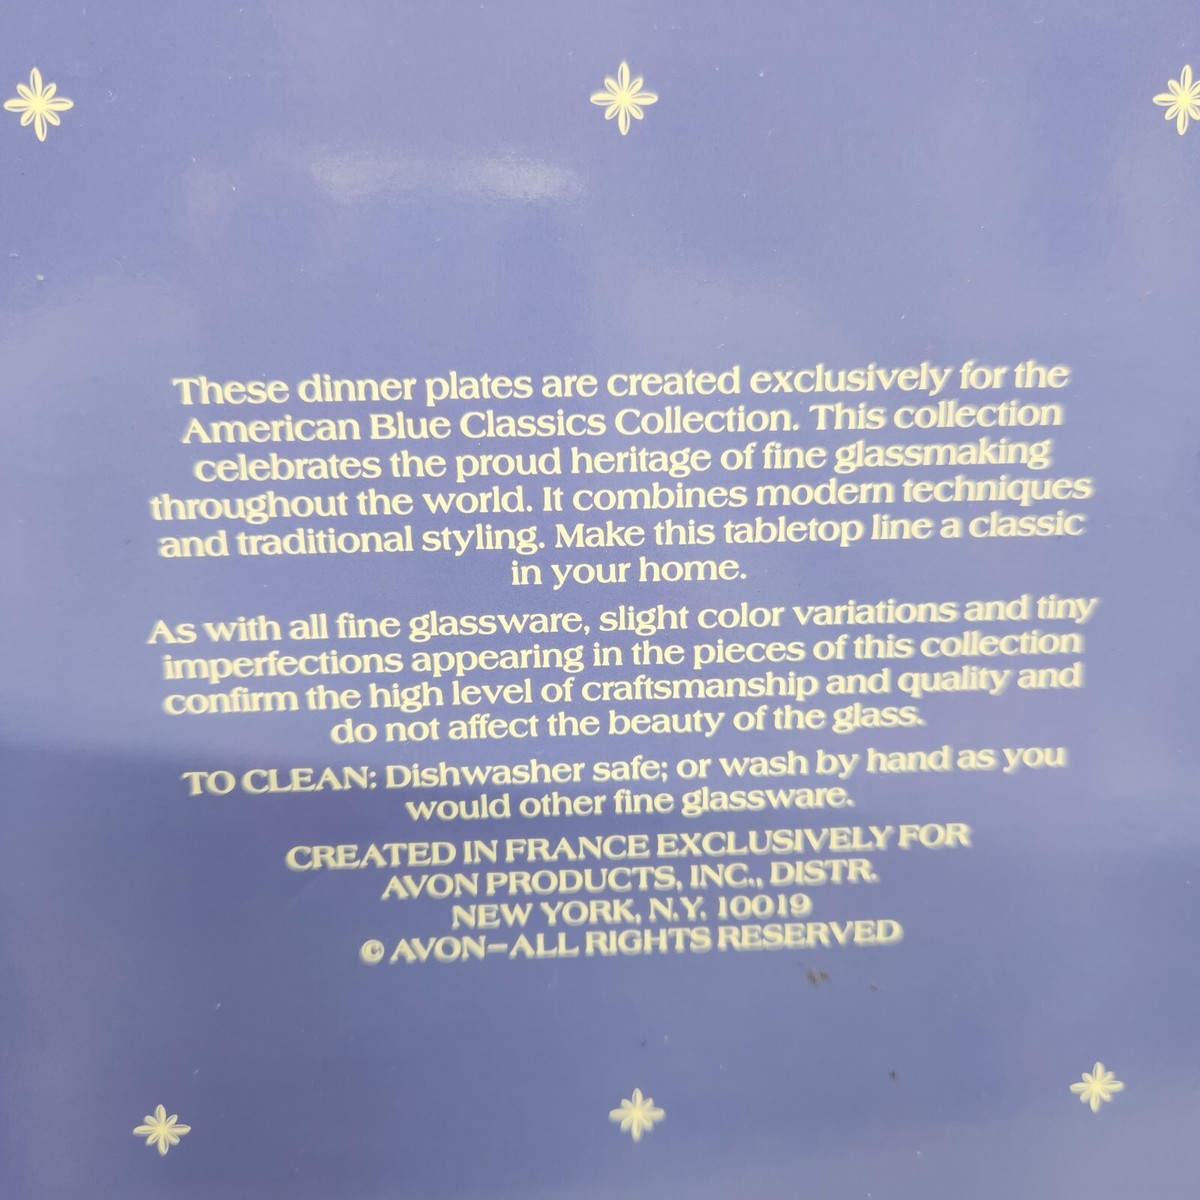 These dinner plates are created exclusively for the
American Blue Classics Collection. This collection
celebrates the proud heritage of fine glassmaking
throughout the world. It combines modern techniques
and traditional styling. Make this tabletop line a classic
in your home.
As with all fine glassware, slight color variations and tiny
imperfections appearing in the pieces of this collection
confirm the high level of craftsmanship and quality and
do not affect the beauty of the glass.
TO CLEAN: Dishwasher safe; or wash by hand as you
would other fine glassware.
CREATED IN FRANCE EXCLUSIVELY FOR
AVON PRODUCTS, INC., DISTR.
NEW YORK, N.Y. 10019
© AVON—ALL RIGHTS RESERVED